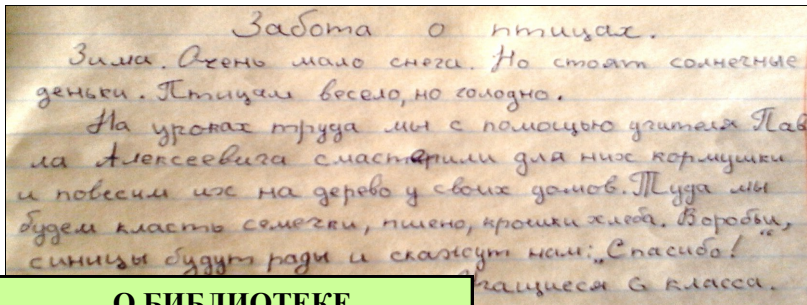 Забота о птицах.
Зима. Очень мало снега. Но стоят солнечные
деньки. Птицам весело, но голодно.
На уроках труда мы с помощью учителя Пав
ла Алексеевича смастерили для них кормушки
и повесим их на дерево у своих домов. Туда мы
будем класть семечки, пшено, крошки хлеба. Воробьи,
синицы будут рады и скажут нам: „Спасибо!“
Учащиеся 6 класса.
О БИБЛИОТЕКЕ